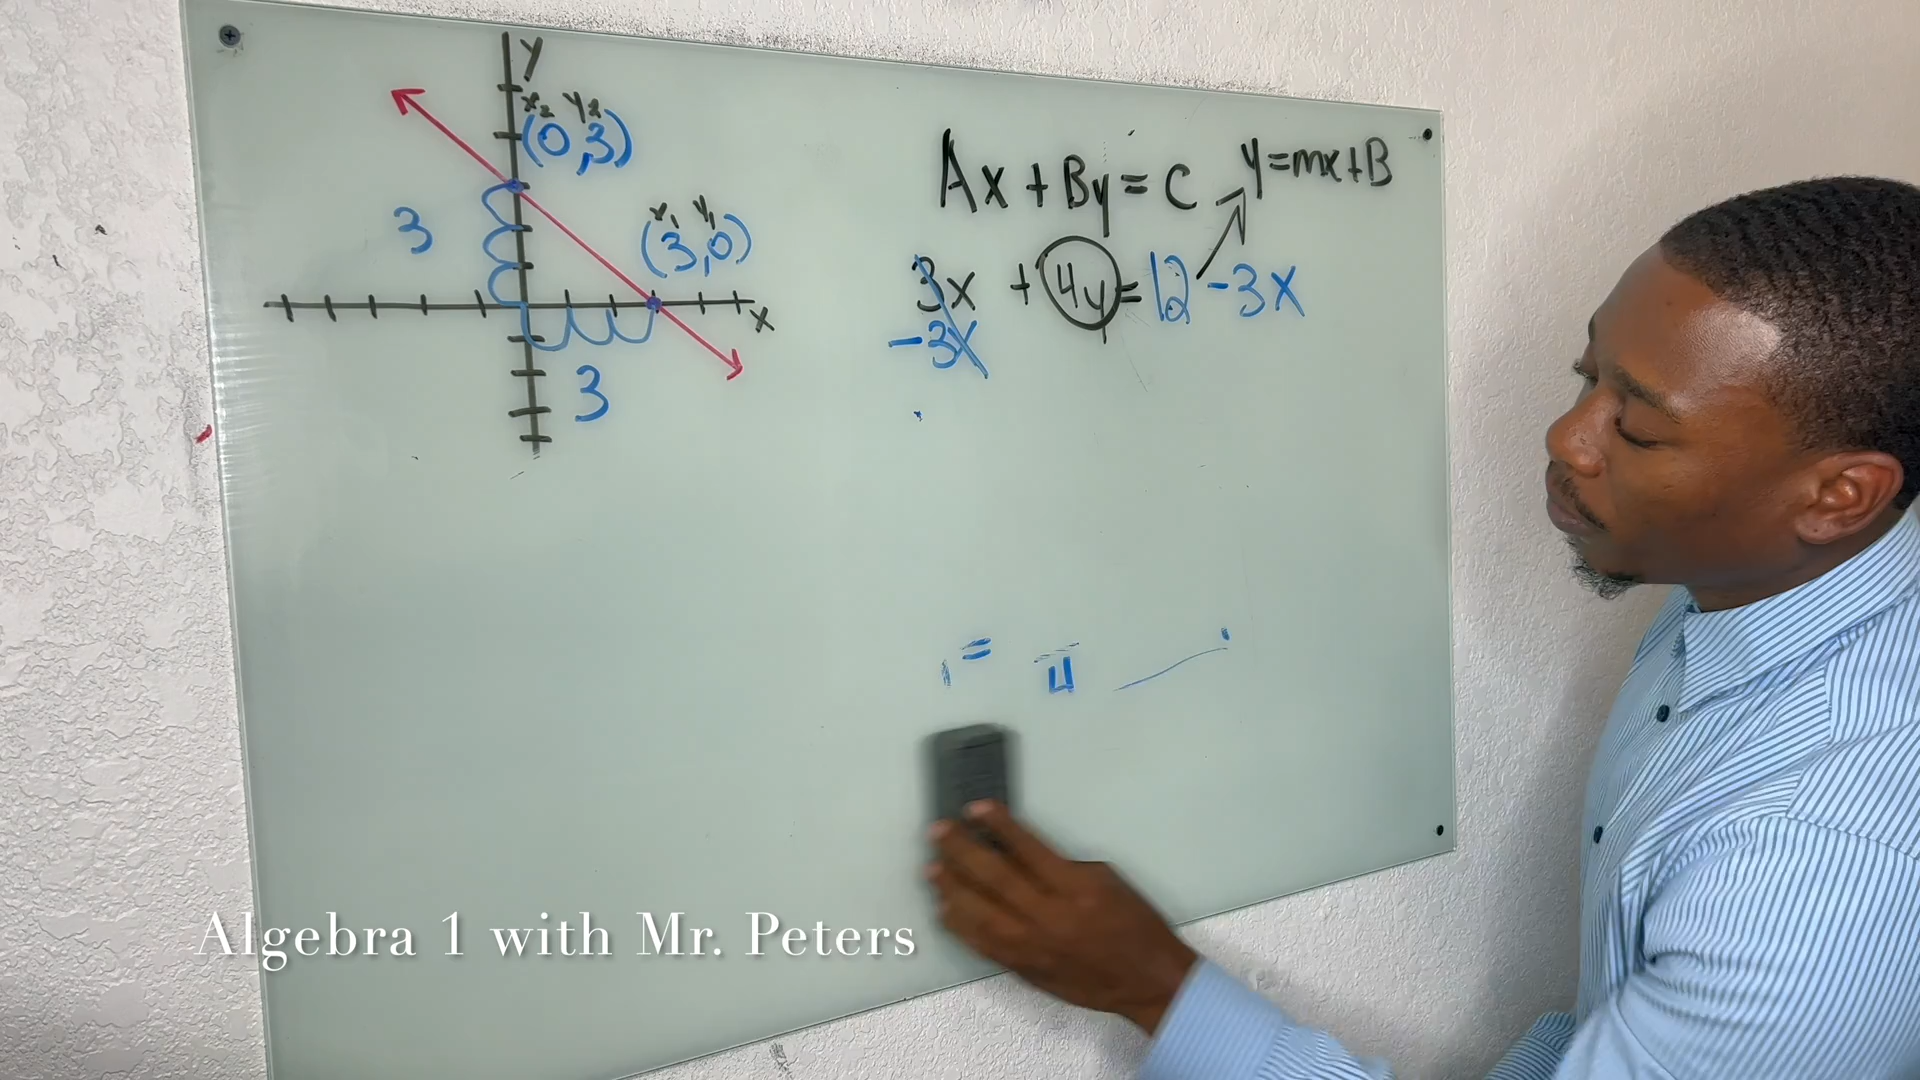 Y
x₂ y₂
(0,3)
3
x₁ y₁
(3,0)
x
3
Ax + By = C
y=mx+B
3x + 4y = 12 - 3x
-3x
=
4
Algebra 1 with Mr. Peters